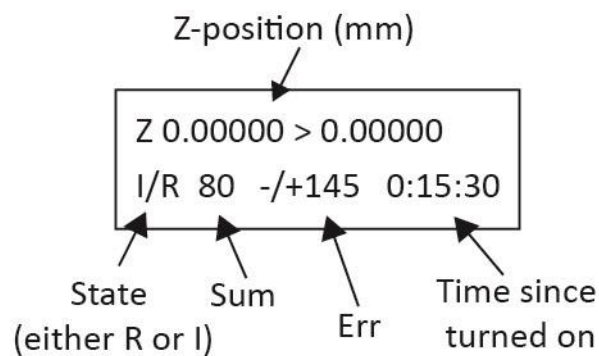 Z-position (mm)
Z 0.00000 > 0.00000
I/R 80 -/+145 0:15:30
State
(either R or I)
Sum
Err
Time since
turned on